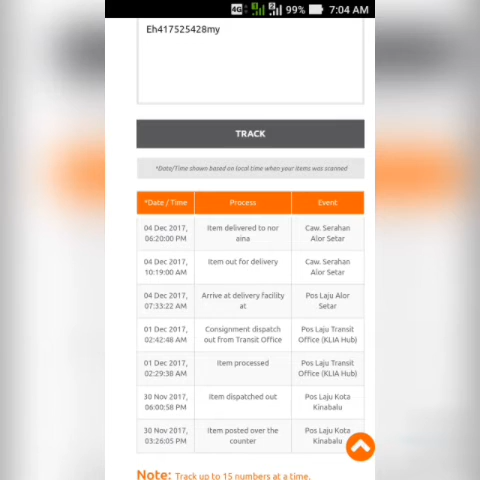 4G 1 2 99% 7:04 AM
Eh417525428my
TRACK
*Date/Time shown based on local time when your items was scanned
*Date / Time Process Event
04 Dec 2017, 06:20:00 PM Item delivered to nor aina Caw. Serahan Alor Setar
04 Dec 2017, 10:19:00 AM Item out for delivery Caw. Serahan Alor Setar
04 Dec 2017, 07:33:22 AM Arrive at delivery facility at Pos Laju Alor Setar
01 Dec 2017, 02:42:48 AM Consignment dispatch out from Transit Office Pos Laju Transit Office (KLIA Hub)
01 Dec 2017, 02:29:38 AM Item processed Pos Laju Transit Office (KLIA Hub)
30 Nov 2017, 06:00:58 PM Item dispatched out Pos Laju Kota Kinabalu
30 Nov 2017, 03:26:05 PM Item posted over the counter Pos Laju Kota Kinabalu
Note: Track up to 15 numbers at a time.